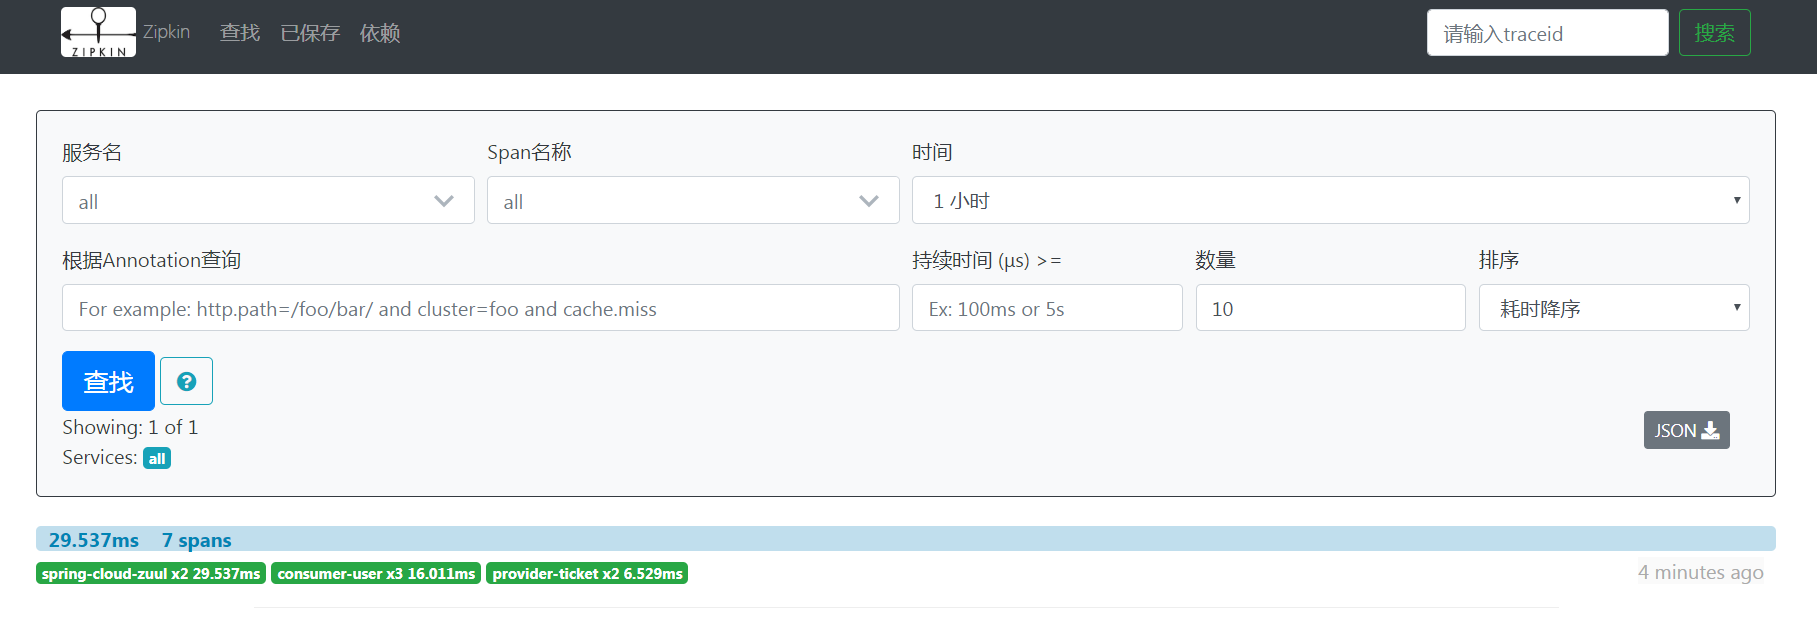 ZIPKIN Zipkin 查找 已保存 依赖 请输入traceid 搜索
服务名 Span名称 时间
all all 1 小时
根据Annotation查询 持续时间 (μs) >= 数量 排序
For example: http.path=/foo/bar/ and cluster=foo and cache.miss Ex: 100ms or 5s 10 耗时降序
查找
Showing: 1 of 1
JSON
Services: all
29.537ms 7 spans
spring-cloud-zuul x2 29.537ms consumer-user x3 16.011ms provider-ticket x2 6.529ms 4 minutes ago